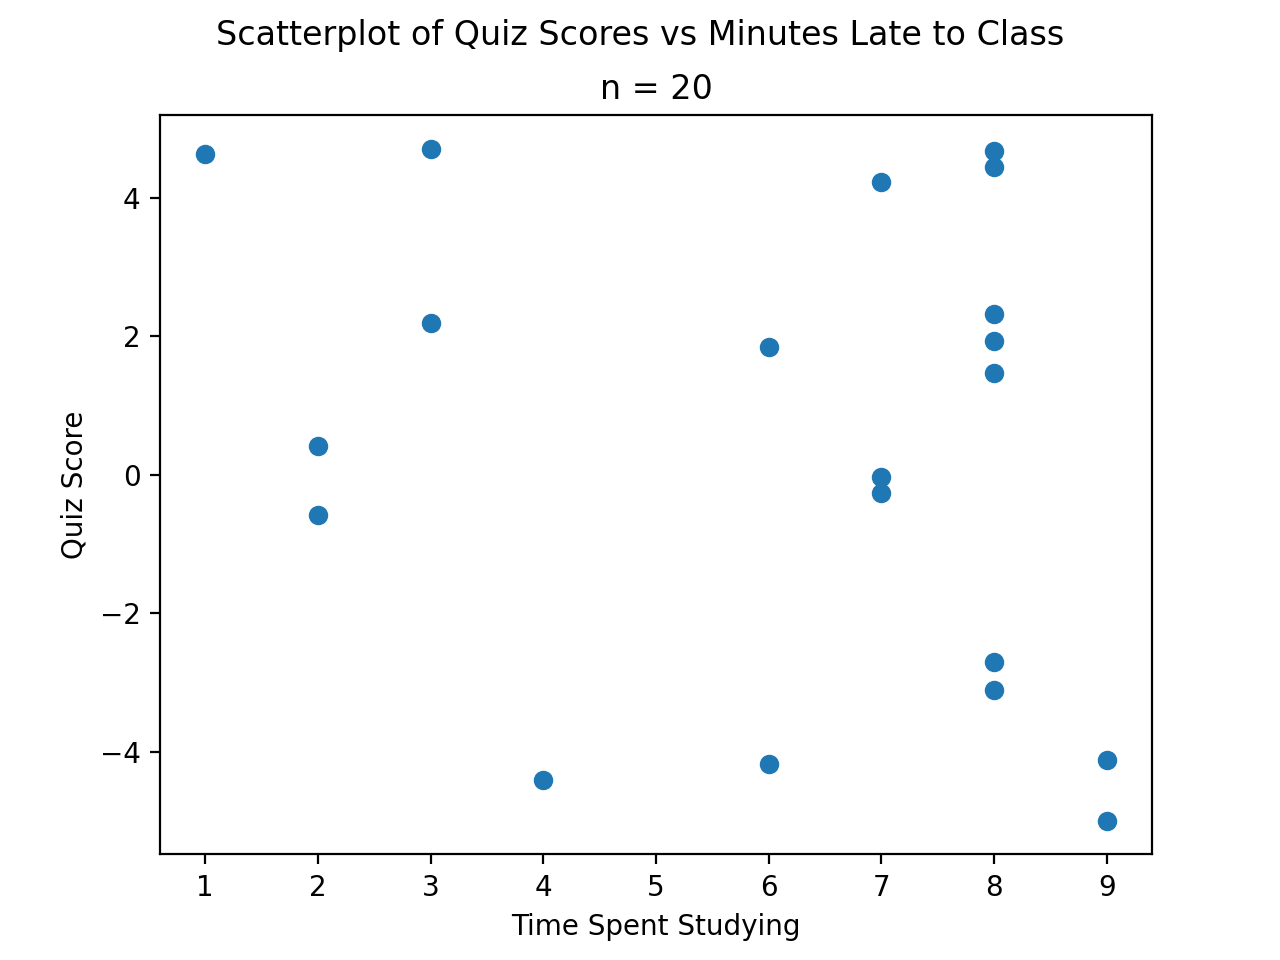 Scatterplot of Quiz Scores vs Minutes Late to Class
n = 20
4
2
0
−2
−4
Quiz Score
1 2 3 4 5 6 7 8 9
Time Spent Studying